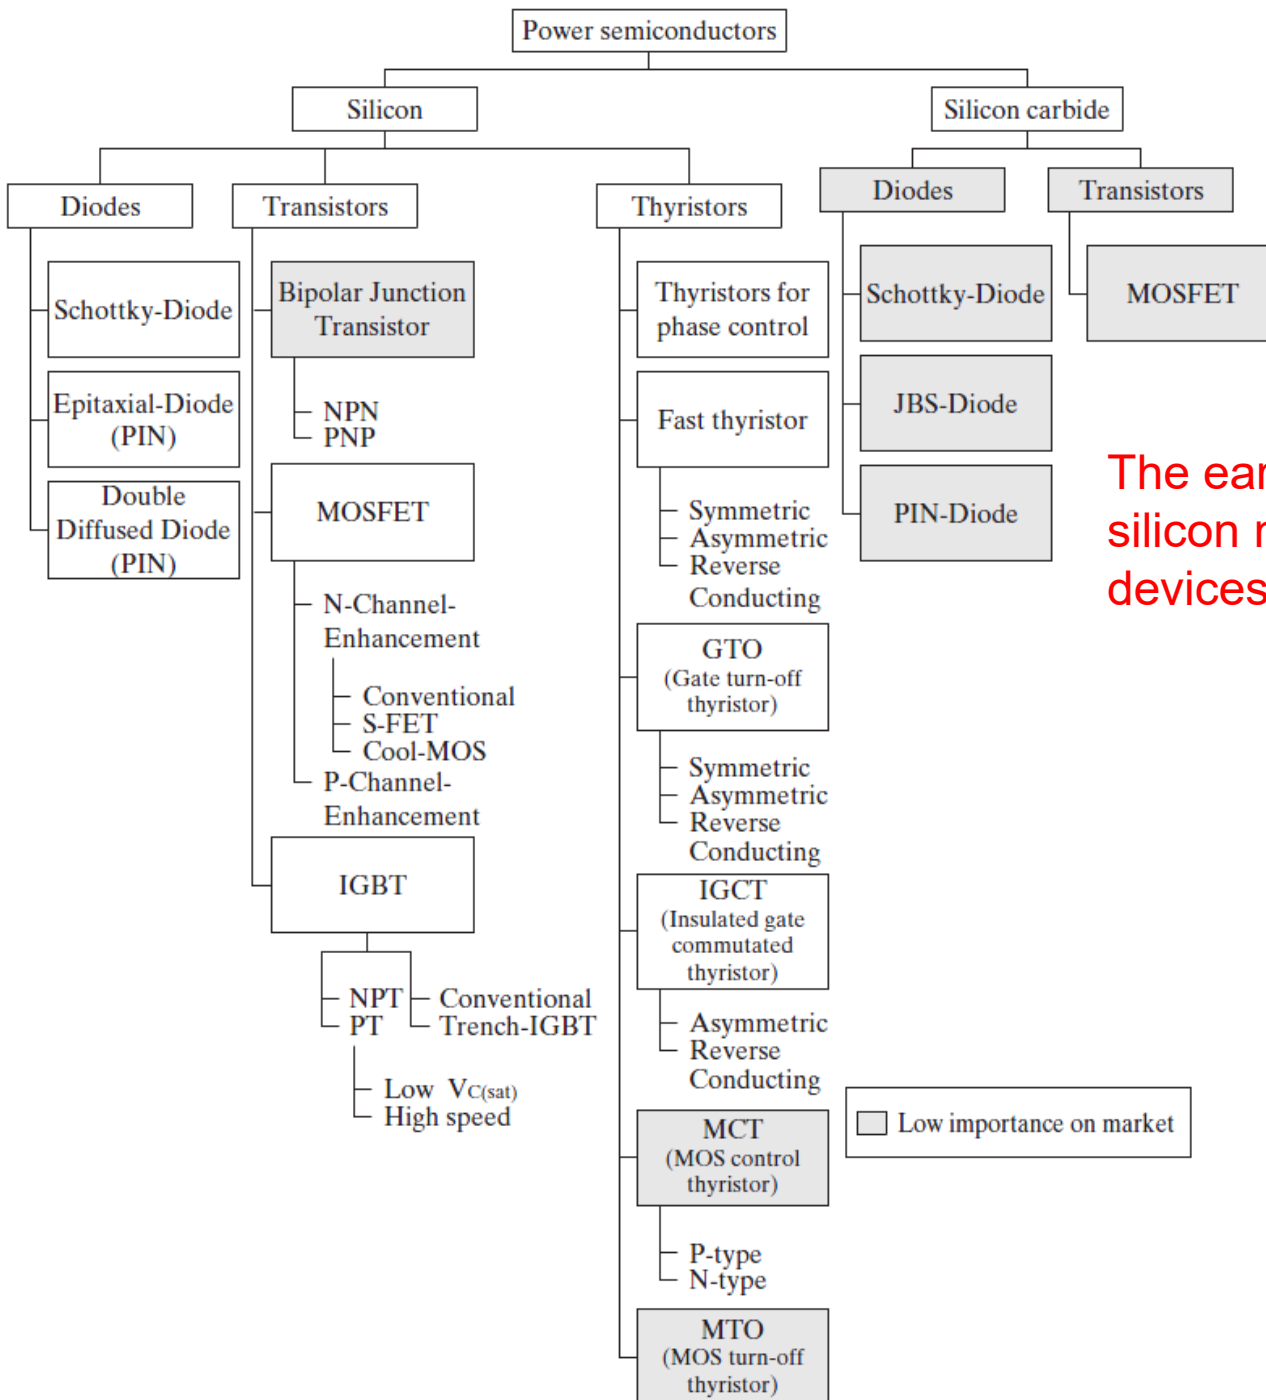 Power semiconductors
Silicon
Silicon carbide
Diodes
Transistors
Thyristors
Diodes
Transistors
Schottky-Diode
Epitaxial-Diode
(PIN)
Double
Diffused Diode
(PIN)
Bipolar Junction
Transistor
NPN
PNP
MOSFET
N-Channel-
Enhancement
Conventional
S-FET
Cool-MOS
P-Channel-
Enhancement
IGBT
NPT
PT
Conventional
Trench-IGBT
Low VC(sat)
High speed
Thyristors for
phase control
Fast thyristor
Symmetric
Asymmetric
Reverse
Conducting
GTO
(Gate turn-off
thyristor)
Symmetric
Asymmetric
Reverse
Conducting
IGCT
(Insulated gate
commutated
thyristor)
Asymmetric
Reverse
Conducting
MCT
(MOS control
thyristor)
P-type
N-type
MTO
(MOS turn-off
thyristor)
Schottky-Diode
JBS-Diode
PIN-Diode
MOSFET
The
silicon
devices
Low importance on market